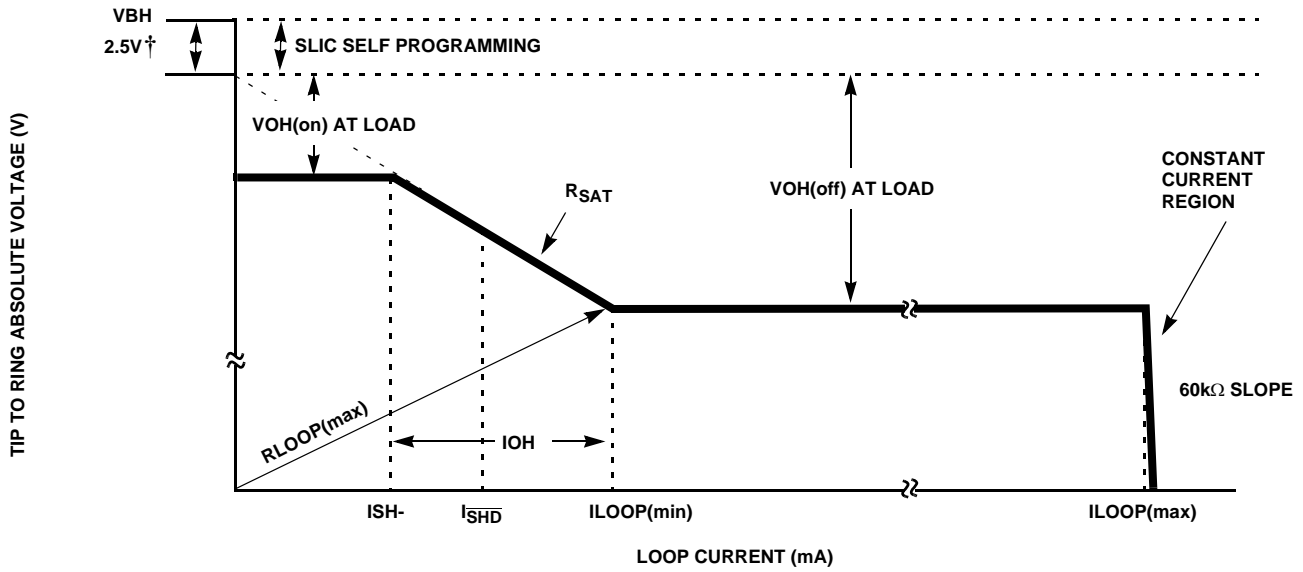 VBH
2.5V †
SLIC SELF PROGRAMMING
VOH(on) AT LOAD
RSAT
VOH(off) AT LOAD
CONSTANT
CURRENT
REGION
60kΩ SLOPE
RLOOP(max)
IOH
ISH-
ISHD
ILOOP(min)
ILOOP(max)
LOOP CURRENT (mA)
TIP TO RING ABSOLUTE VOLTAGE (V)